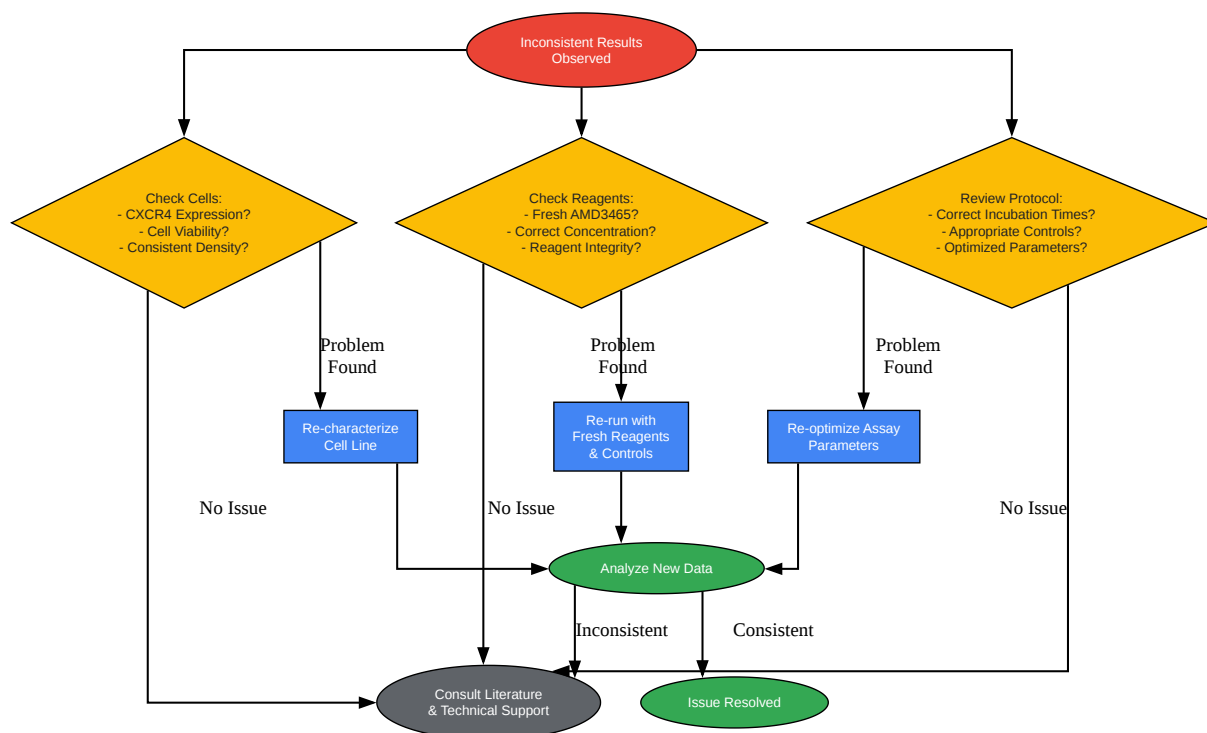 Inconsistent Results
Observed
Check Cells:
- CXCR4 Expression?
- Cell Viability?
- Consistent Density?
Check Reagents:
- Fresh AMD3465?
- Correct Concentration?
- Reagent Integrity?
Review Protocol:
- Correct Incubation Times?
- Appropriate Controls?
- Optimized Parameters?
Problem
Found
Problem
Found
Problem
Found
Re-characterize
Cell Line
Re-run with
Fresh Reagents
& Controls
Re-optimize Assay
Parameters
No Issue
No Issue
No Issue
Analyze New Data
Inconsistent
Consistent
Consult Literature
& Technical Support
Issue Resolved